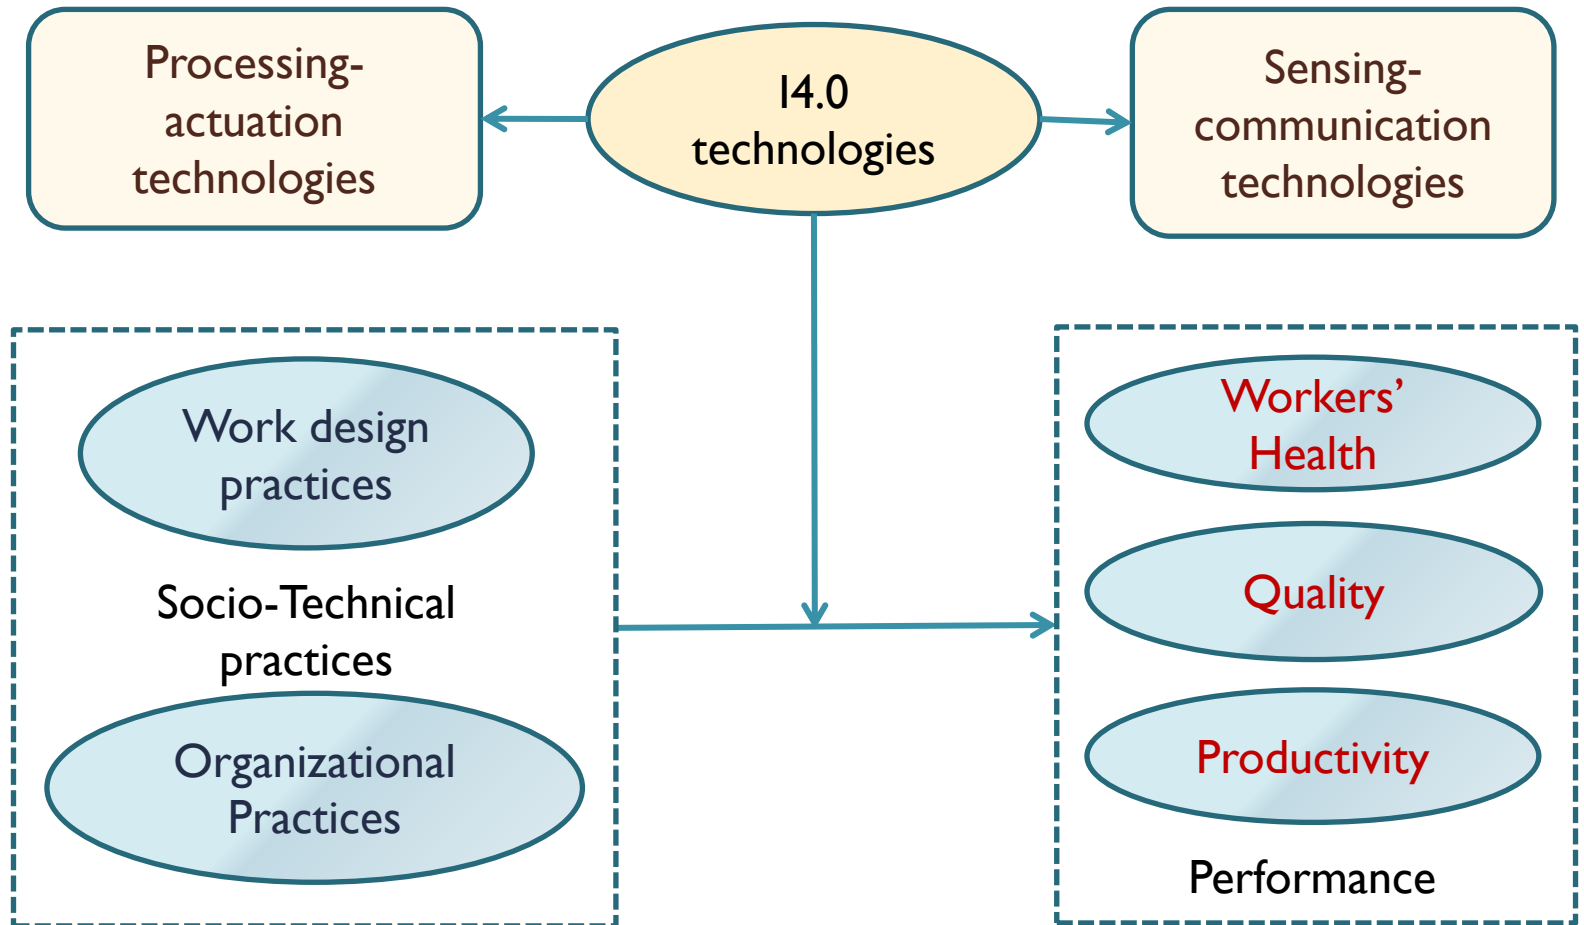 Processing-
actuation
technologies
I4.0
technologies
Sensing-
communication
technologies
Work design
practices
Socio-Technical
practices
Organizational
Practices
Workers’
Health
Quality
Productivity
Performance